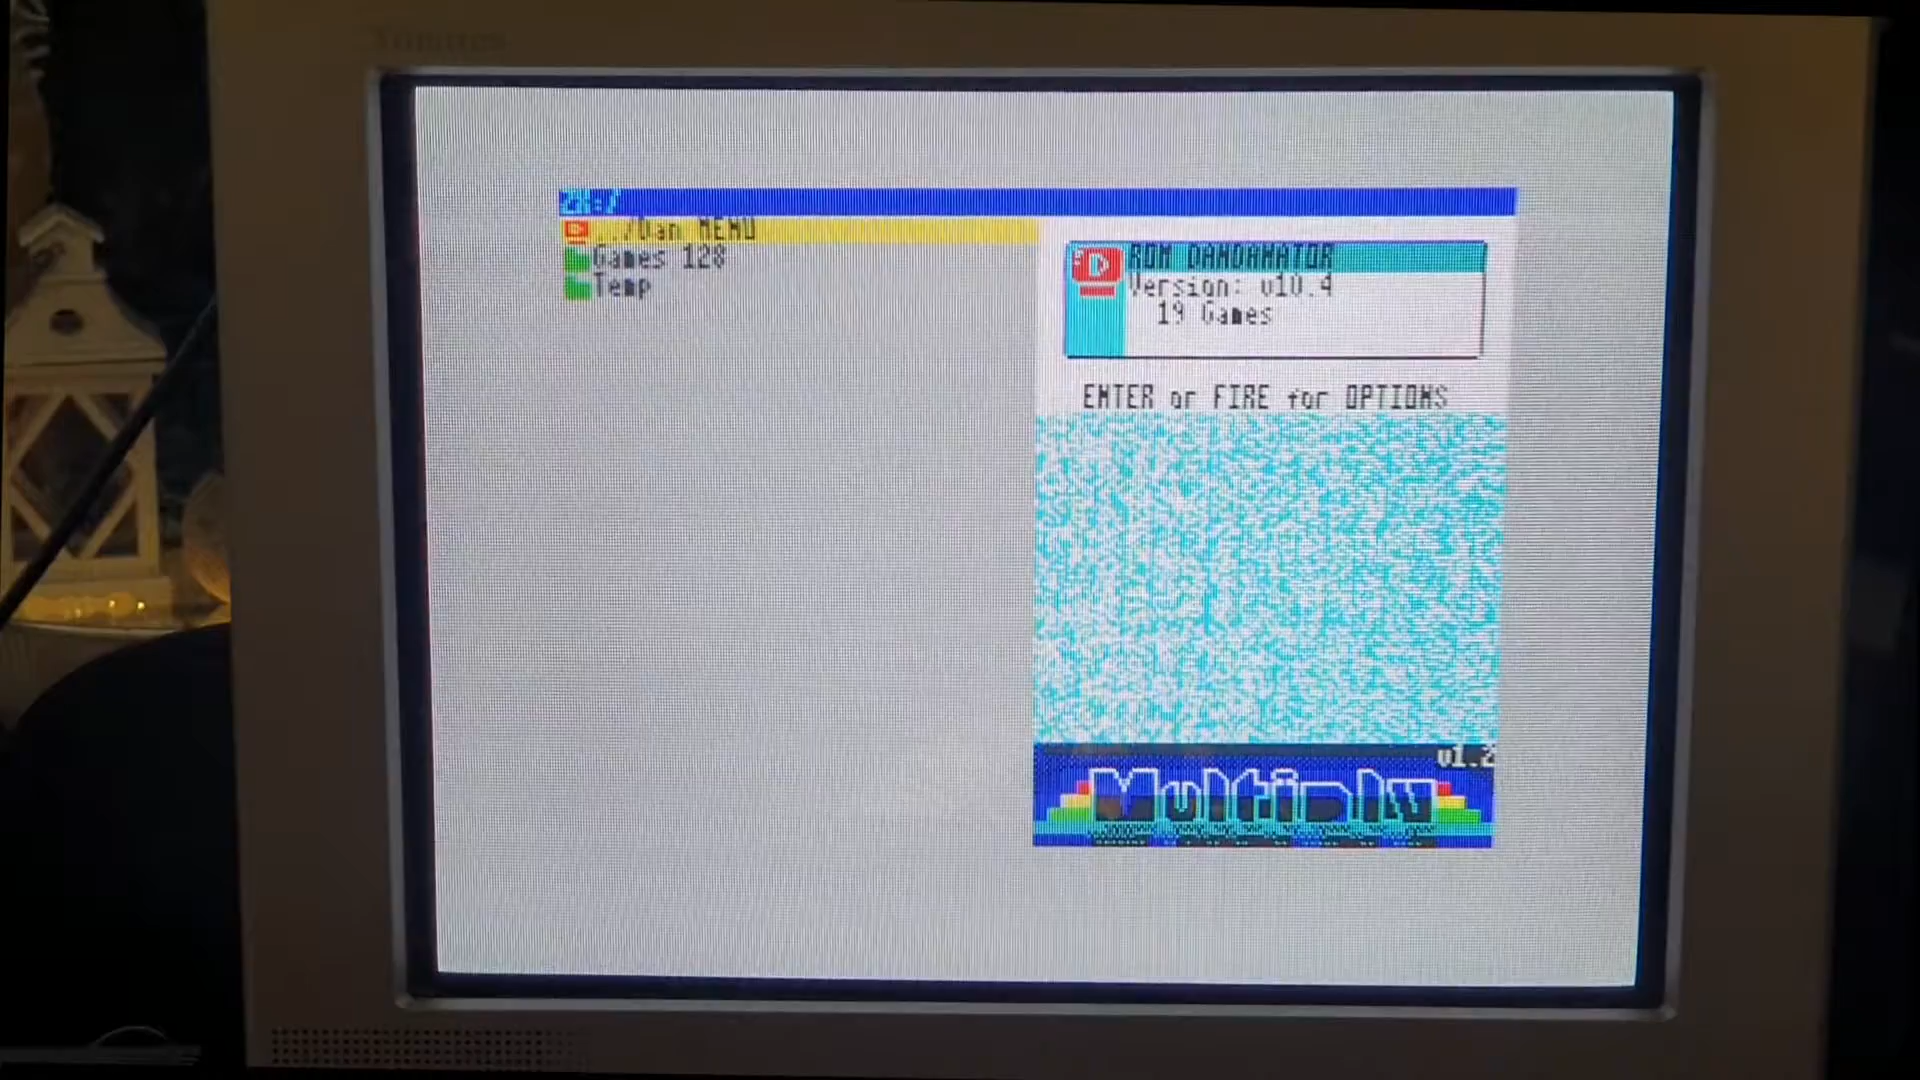 ZX:/
../Dan MENU
Games 128
Temp
ROM DANDANATOR
Version: v10.4
19 Games
ENTER or FIRE for OPTIONS
v1.2
MultiDIV